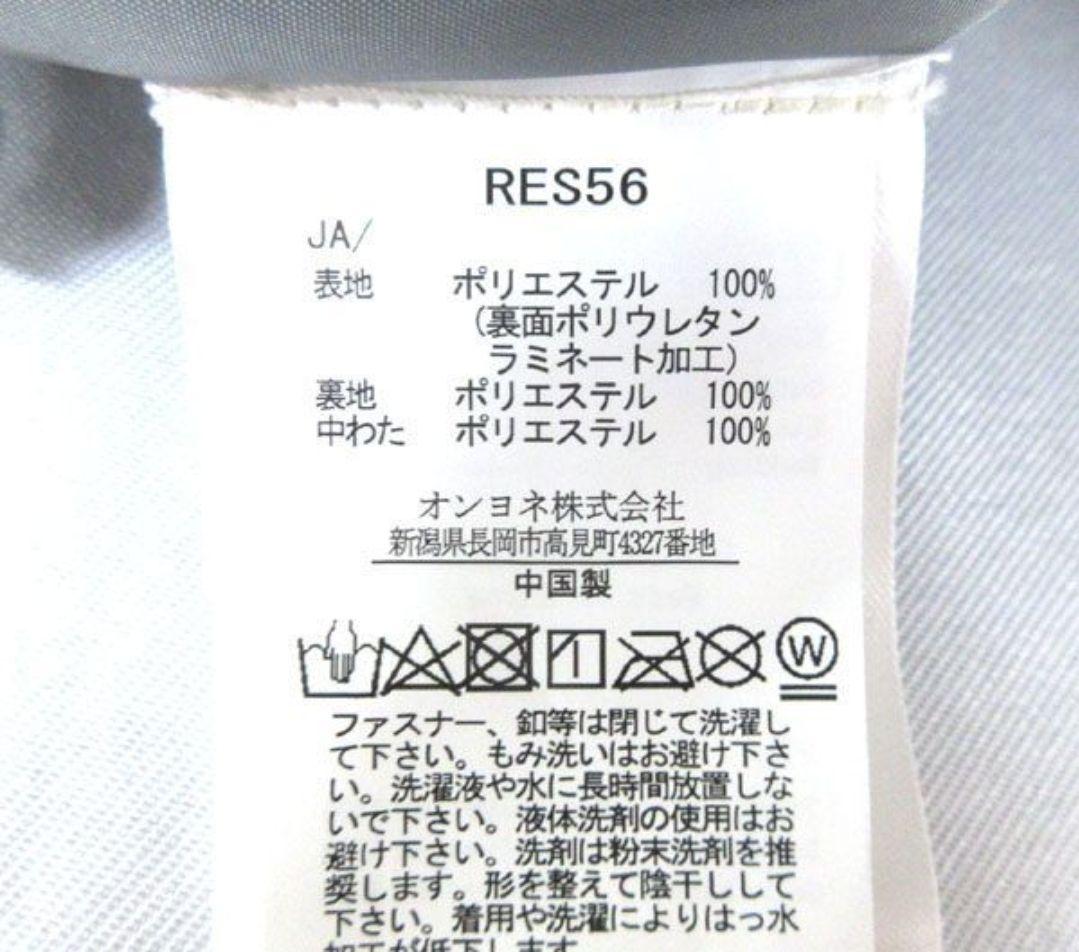 RES56
JA/
表地 ポリエステル 100%
(裏面ポリウレタン
ラミネート加工)
裏地 ポリエステル 100%
中わた ポリエステル 100%
オンヨネ株式会社
新潟県長岡市高見町4327番地
中国製
W
ファスナー、釦等は閉じて洗濯し
て下さい。もみ洗いはお避け下さ
い。洗濯液や水に長時間放置しな
いで下さい。液体洗剤の使用はお
避け下さい。洗剤は粉末洗剤を推
奨します。形を整えて陰干しして
下さい。着用や洗濯によりはっ水
加工が低下します